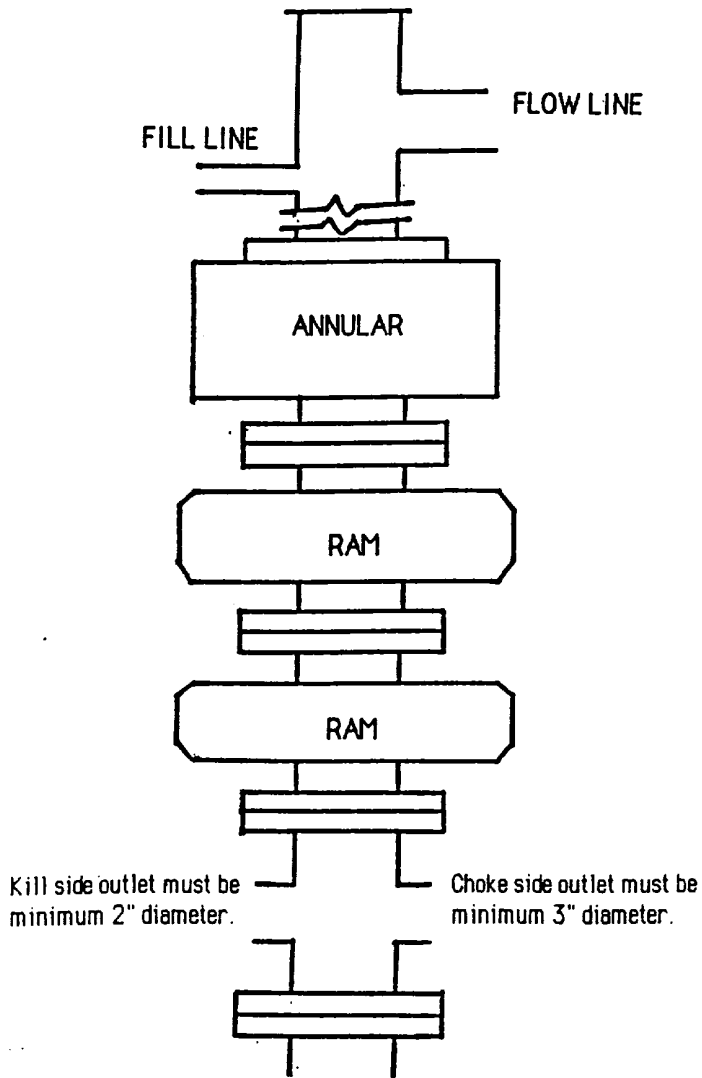 FLOW LINE
FILL LINE
ANNULAR
RAM
RAM
Kill side outlet must be
minimum 2" diameter.
Choke side outlet must be
minimum 3" diameter.